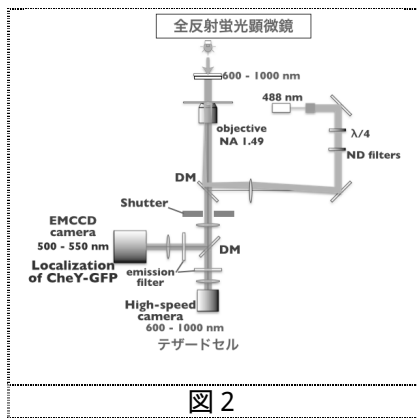 全反射蛍光顕微鏡
600 - 1000 nm
488 nm
objective
NA 1.49
λ/4
ND filters
DM
Shutter
EMCCD
camera
500 - 550 nm
DM
Localization
of CheY-GFP
emission
filter
High-speed
camera
600 - 1000 nm
テザードセル
図 2